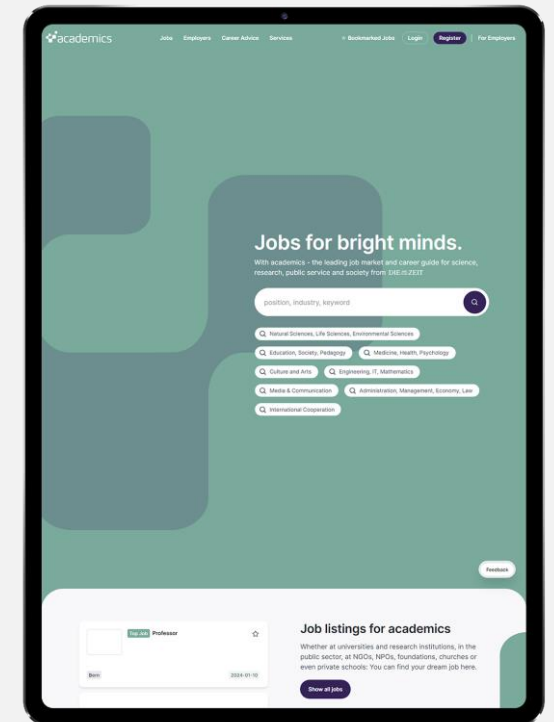 academics
Jobs Employers Career Advice Services Bookmarked Jobs Login Register For Employers
Jobs for bright minds.
With academics – the leading job market and career guide for science,
research, public service and society from DIE ZEIT
position, industry, keyword
Natural Sciences, Life Sciences, Environmental Sciences
Education, Society, Pedagogy Medicine, Health, Psychology
Culture and Arts Engineering, IT, Mathematics
Media & Communication Administration, Management, Economy, Law
International Cooperation
Feedback
Top Job Professor
Bonn 2024-01-10
Job listings for academics
Whether at universities and research institutions, in the
public sector, at NGOs, NPOs, foundations, churches or
even private schools: You can find your dream job here.
Show all jobs